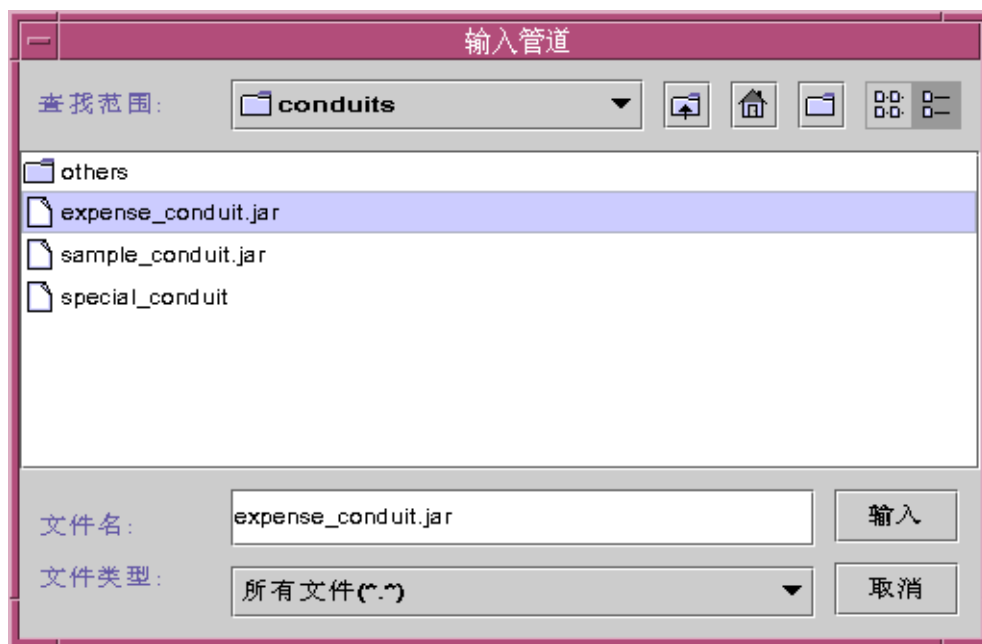 输入管道
查找范围:
conduits
others
expense_conduit.jar
sample_conduit.jar
special_conduit
文件名:
expense_conduit.jar
输入
文件类型:
所有文件(*.*)
取消